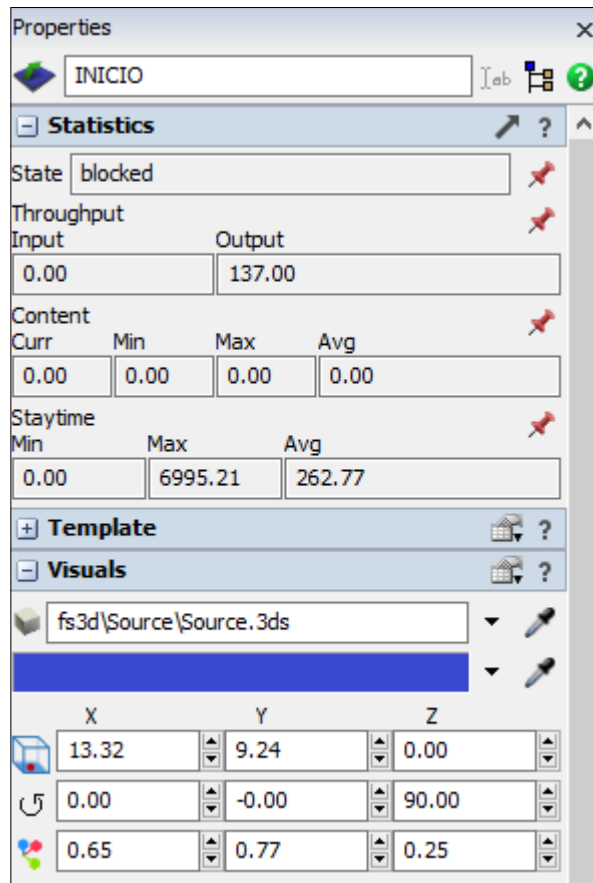 Properties
INICIO
ab
Statistics ?
State blocked
Throughput
Input Output
0.00 137.00
Content
Curr Min Max Avg
0.00 0.00 0.00 0.00
Staytime
Min Max Avg
0.00 6995.21 262.77
Template ?
Visuals ?
fs3d\Source\Source.3ds
X Y Z
13.32 9.24 0.00
0.00 -0.00 90.00
0.65 0.77 0.25